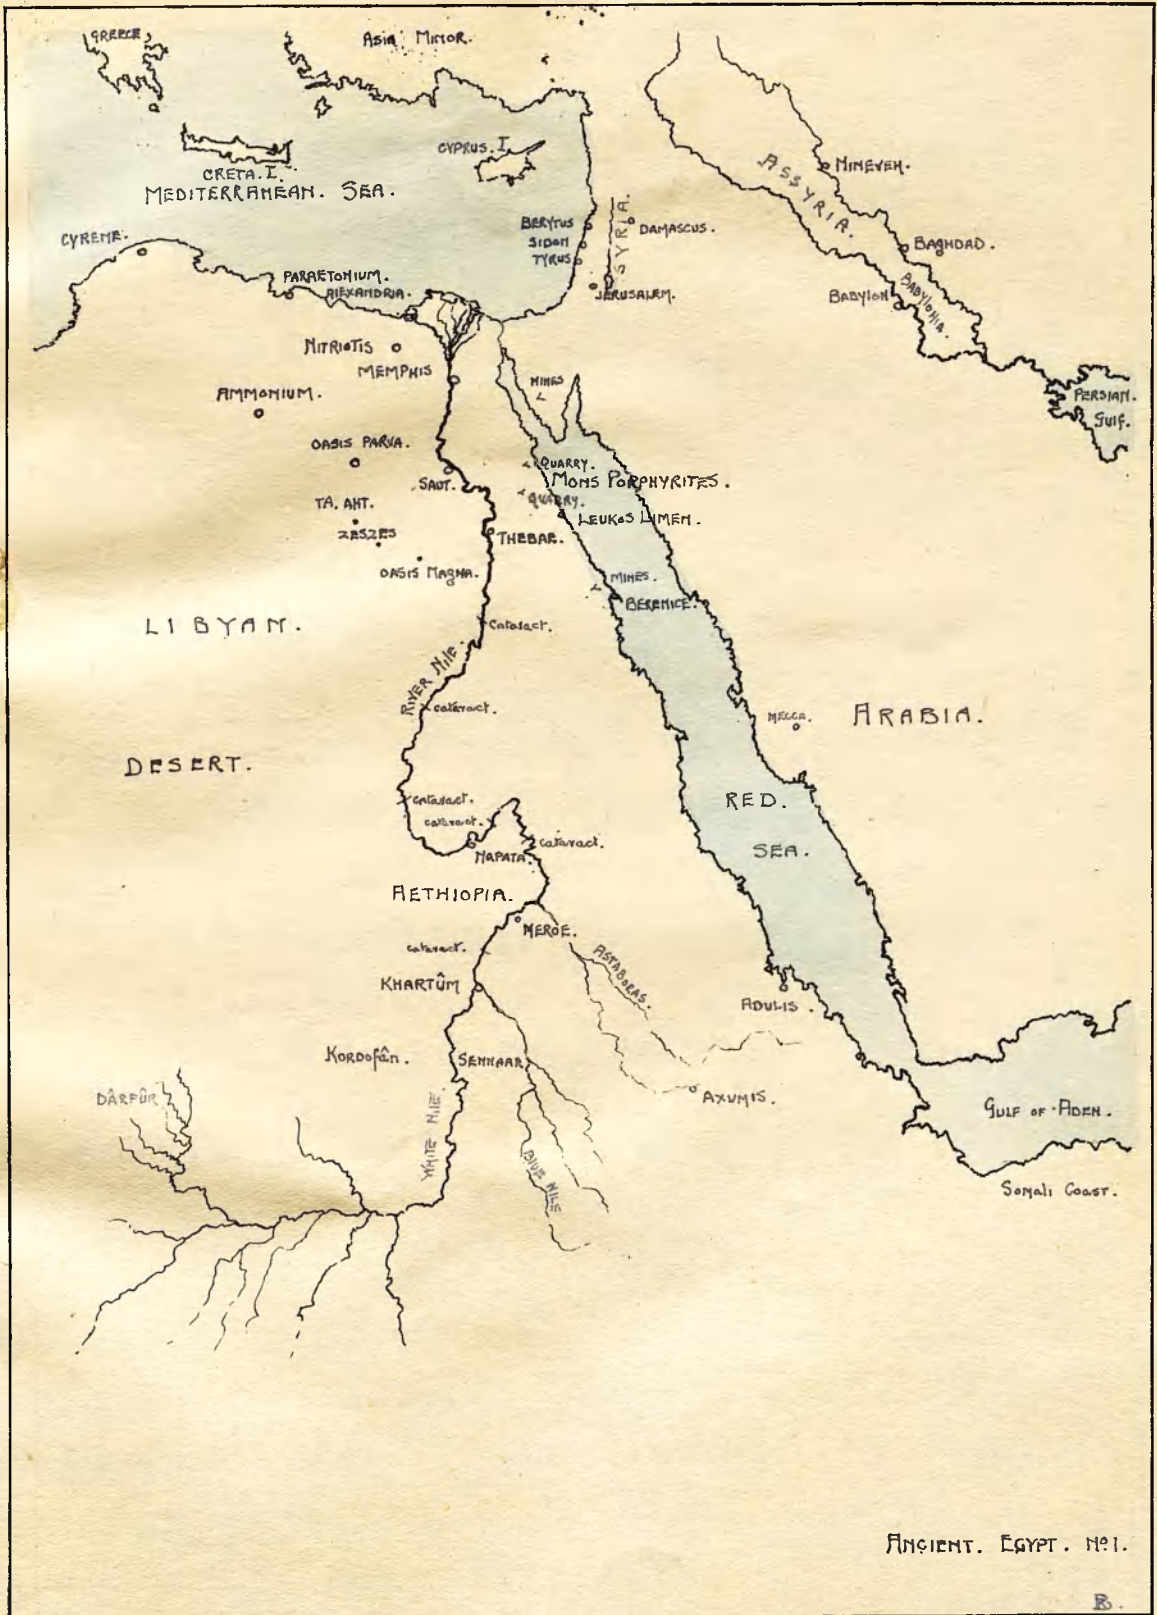 GREECE
ASIA MINOR.
CRETA. I.
MEDITERRANEAN. SEA.
CYPRUS. I
ASSYRIA.
NINEVEH.
BERYTUS
SIDON
TYRUS
SYRIA.
DAMASCUS.
JERUSALEM.
BAGHDAD.
BABYLON
BABYLONIA.
PERSIAN.
GULF.
CYRENE.
PARAETONIUM.
ALEXANDRIA.
NITRIOTIS
MEMPHIS
AMMONIUM.
OASIS PARVA.
SAUT.
TA. AHT.
ZESZES
OASIS MAGNA.
THEBAE.
MINES
QUARRY.
MONS PORPHYRITES.
QUARRY.
LEUKOS LIMEN.
MINES.
BERENICE.
LIBYAN.
DESERT.
Cataract.
RIVER NILE.
cataract.
cataract.
cataract.
cataract.
NAPATA.
MECCA.
ARABIA.
RED.
SEA.
AETHIOPIA.
MEROE.
cataract.
ASTABORAS.
KHARTÛM
ADULIS.
KORDOFÂN.
SENNAAR
DÂRFÛR
WHITE NILE.
BLUE NILE
AXUMIS.
GULF OF ADEN.
SOMALI COAST.
ANCIENT. EGYPT. No 1.